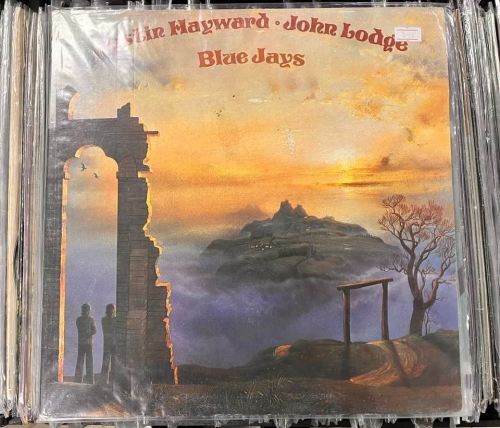 stin Hayward • John Lodge
Blue Jays